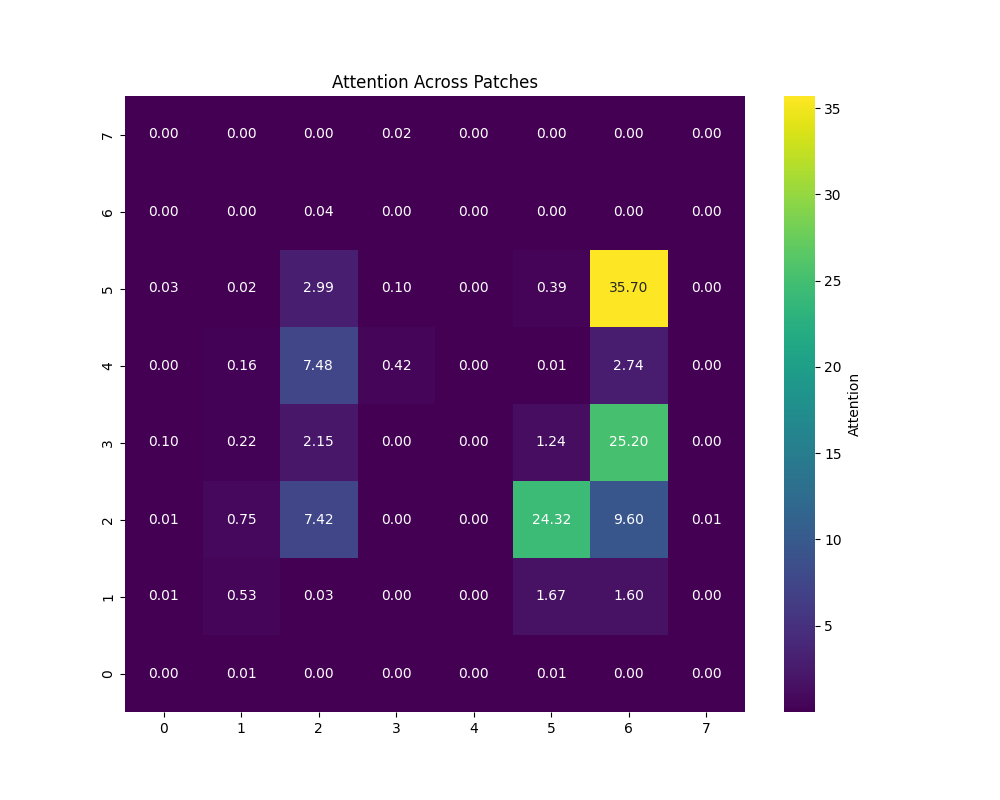 Attention Across Patches
7 0.00 0.00 0.00 0.02 0.00 0.00 0.00 0.00
6 0.00 0.00 0.04 0.00 0.00 0.00 0.00 0.00
5 0.03 0.02 2.99 0.10 0.00 0.39 35.70 0.00
4 0.00 0.16 7.48 0.42 0.00 0.01 2.74 0.00
3 0.10 0.22 2.15 0.00 0.00 1.24 25.20 0.00
2 0.01 0.75 7.42 0.00 0.00 24.32 9.60 0.01
1 0.01 0.53 0.03 0.00 0.00 1.67 1.60 0.00
0 0.00 0.01 0.00 0.00 0.00 0.01 0.00 0.00
0 1 2 3 4 5 6 7
35
30
25
20
15
10
5
Attention